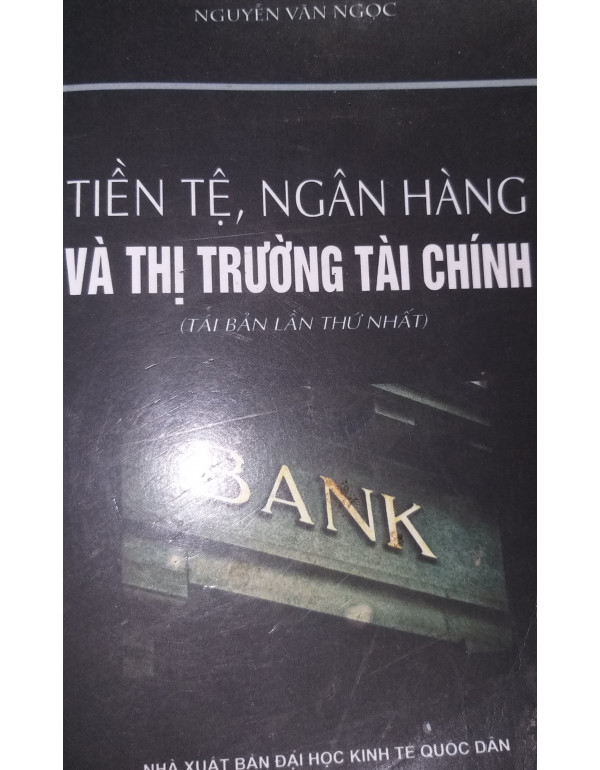 NGUYỄN VĂN NGỌC
TIỀN TỆ, NGÂN HÀNG
VÀ THỊ TRƯỜNG TÀI CHÍNH
(TÁI BẢN LẦN THỨ NHẤT)
BANK
NHÀ XUẤT BẢN ĐẠI HỌC KINH TẾ QUỐC DÂN